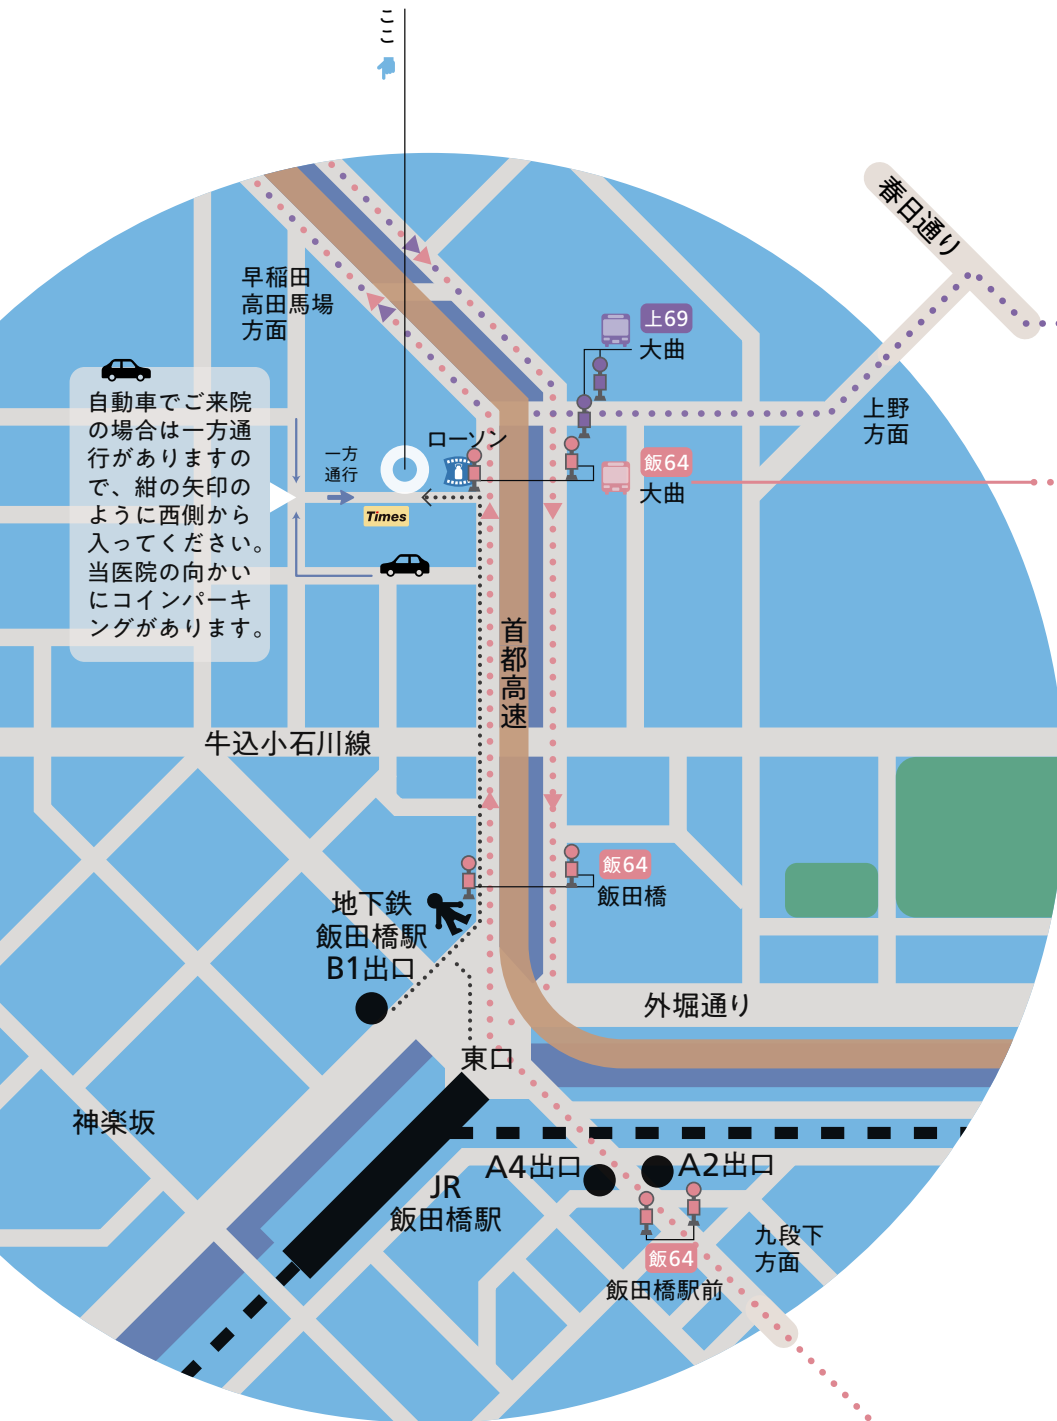 ここ
春日通り
早稲田
高田馬場
方面
上69
大曲
上野
方面
自動車でご来院
の場合は一方通
行がありますの
で、紺の矢印の
ように西側から
入ってください。
当医院の向かい
にコインパーキ
ングがあります。
一方
通行
ローソン
Times
飯64
大曲
首都高速
牛込小石川線
飯64
飯田橋
地下鉄
飯田橋駅
B1出口
外堀通り
東口
神楽坂
A4出口
A2出口
JR
飯田橋駅
九段下
方面
飯64
飯田橋駅前